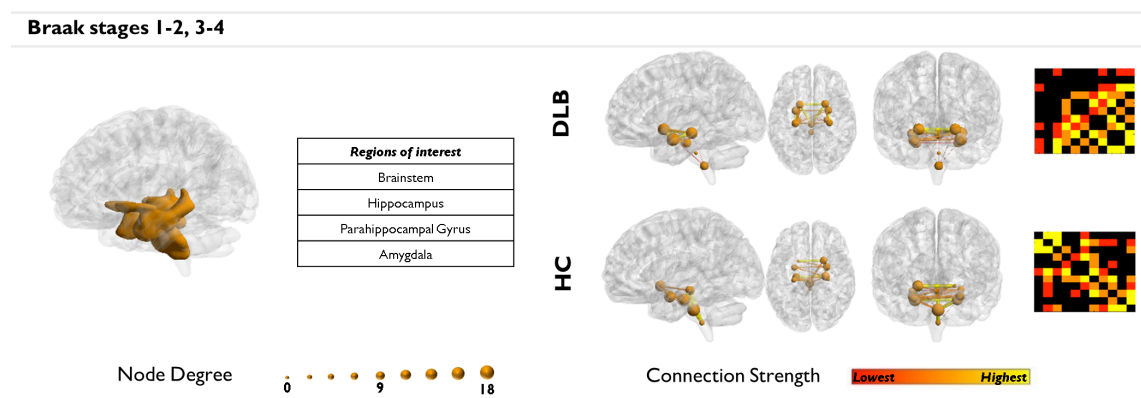 Braak stages 1-2, 3-4
Regions of interest
Brainstem
Hippocampus
Parahippocampal Gyrus
Amygdala
DLB
HC
Node Degree
0
9
18
Connection Strength
Lowest
Highest